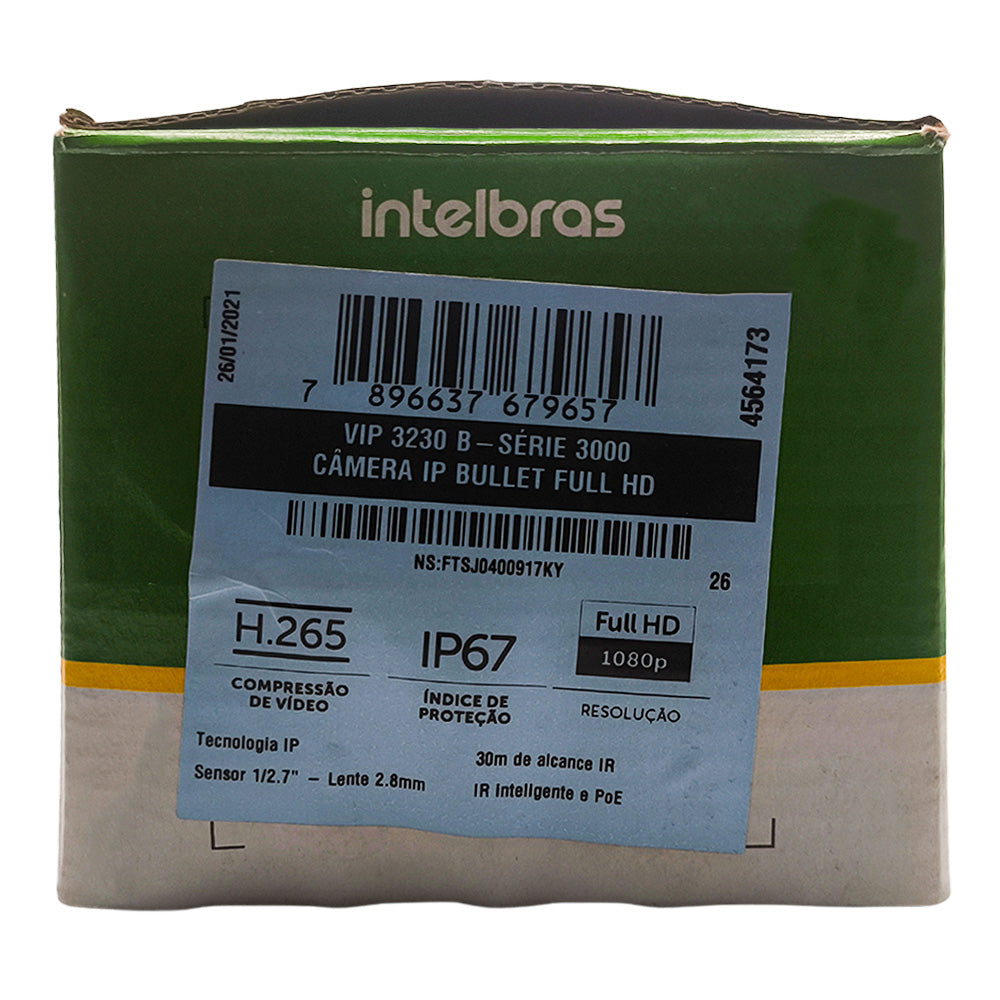 intelbras
26/01/2021
4564173
7 896637 679657
VIP 3230 B – SÉRIE 3000
CÂMERA IP BULLET FULL HD
NS:FTSJ0400917KY
26
H.265
COMPRESSÃO
DE VÍDEO
IP67
ÍNDICE DE
PROTEÇÃO
Full HD
1080p
RESOLUÇÃO
Tecnologia IP
Sensor 1/2.7" – Lente 2.8mm
30m de alcance IR
IR Inteligente e PoE